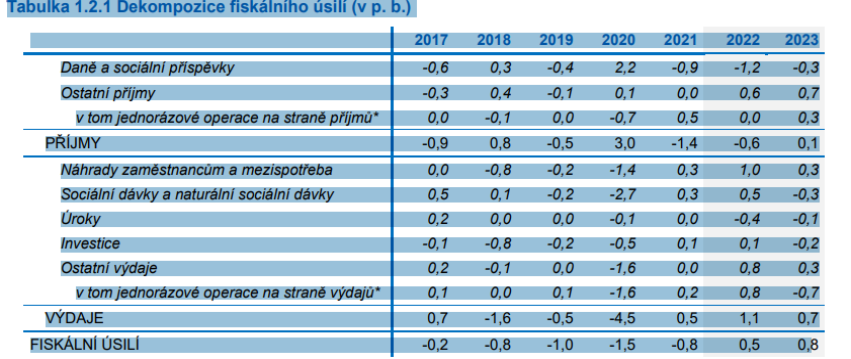 Tabulka 1.2.1 Dekompozice fiskálního úsilí (v p. b.)
2017 2018 2019 2020 2021 2022 2023
Daně a sociální příspěvky -0,6 0,3 -0,4 2,2 -0,9 -1,2 -0,3
Ostatní příjmy -0,3 0,4 -0,1 0,1 0,0 0,6 0,7
v tom jednorázové operace na straně příjmů* 0,0 -0,1 0,0 -0,7 0,5 0,0 0,3
PŘÍJMY -0,9 0,8 -0,5 3,0 -1,4 -0,6 0,1
Náhrady zaměstnancům a mezispotřeba 0,0 -0,8 -0,2 -1,4 0,3 1,0 0,3
Sociální dávky a naturální sociální dávky 0,5 0,1 -0,2 -2,7 0,3 0,5 -0,3
Úroky 0,2 0,0 0,0 -0,1 0,0 -0,4 -0,1
Investice -0,1 -0,8 -0,2 -0,5 0,1 0,1 -0,2
Ostatní výdaje 0,2 -0,1 0,0 -1,6 0,0 0,8 0,3
v tom jednorázové operace na straně výdajů* 0,1 0,0 0,1 -1,6 0,2 0,8 -0,7
VÝDAJE 0,7 -1,6 -0,5 -4,5 0,5 1,1 0,7
FISKÁLNÍ ÚSILÍ -0,2 -0,8 -1,0 -1,5 -0,8 0,5 0,8